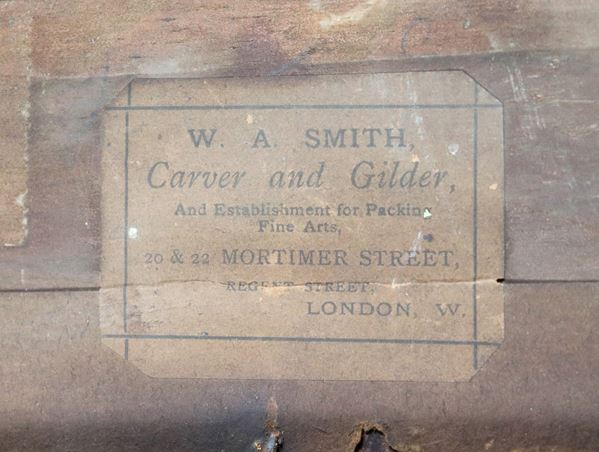 W. A. SMITH,
Carver and Gilder,
And Establishment for Packing
Fine Arts,
20 & 22 MORTIMER STREET,
REGENT STREET,
LONDON, W.